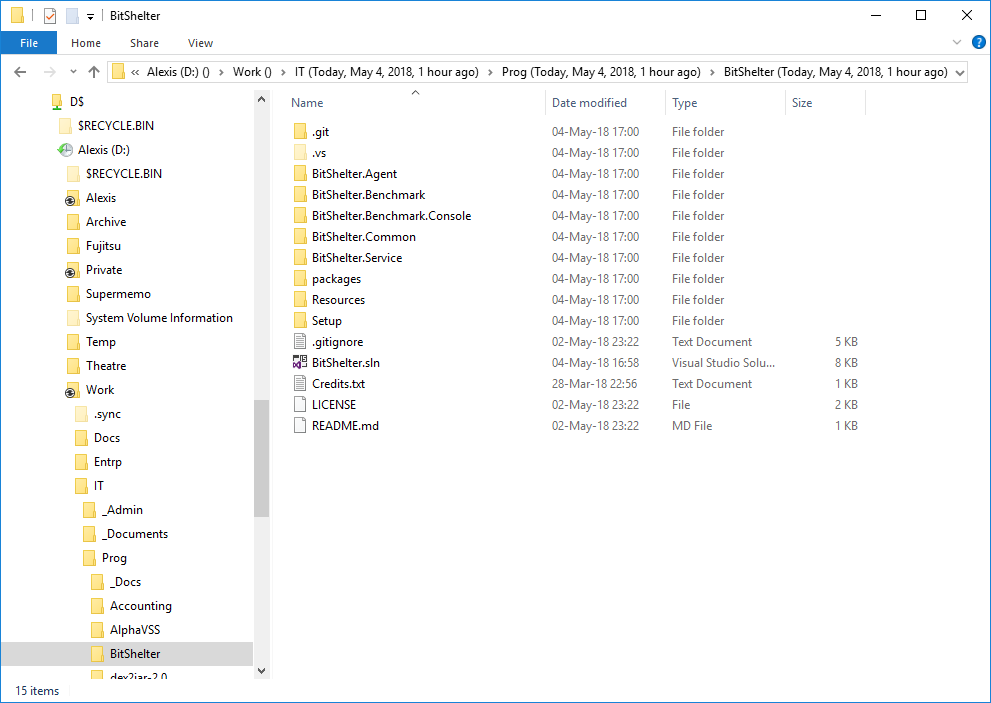 BitShelter
File Home Share View
« Alexis (D:) () > Work () > IT (Today, May 4, 2018, 1 hour ago) > Prog (Today, May 4, 2018, 1 hour ago) > BitShelter (Today, May 4, 2018, 1 hour ago)
D$
$RECYCLE.BIN
Alexis (D:)
$RECYCLE.BIN
Alexis
Archive
Fujitsu
Private
Supermemo
System Volume Information
Temp
Theatre
Work
.sync
Docs
Entrp
IT
_Admin
_Documents
Prog
_Docs
Accounting
AlphaVSS
BitShelter
dex2jar-2.0
Name Date modified Type Size
.git 04-May-18 17:00 File folder
.vs 04-May-18 17:00 File folder
BitShelter.Agent 04-May-18 17:00 File folder
BitShelter.Benchmark 04-May-18 17:00 File folder
BitShelter.Benchmark.Console 04-May-18 17:00 File folder
BitShelter.Common 04-May-18 17:00 File folder
BitShelter.Service 04-May-18 17:00 File folder
packages 04-May-18 17:00 File folder
Resources 04-May-18 17:00 File folder
Setup 04-May-18 17:00 File folder
.gitignore 02-May-18 23:22 Text Document 5 KB
BitShelter.sln 04-May-18 16:58 Visual Studio Solu... 8 KB
Credits.txt 28-Mar-18 22:56 Text Document 1 KB
LICENSE 02-May-18 23:22 File 2 KB
README.md 02-May-18 23:22 MD File 1 KB
15 items